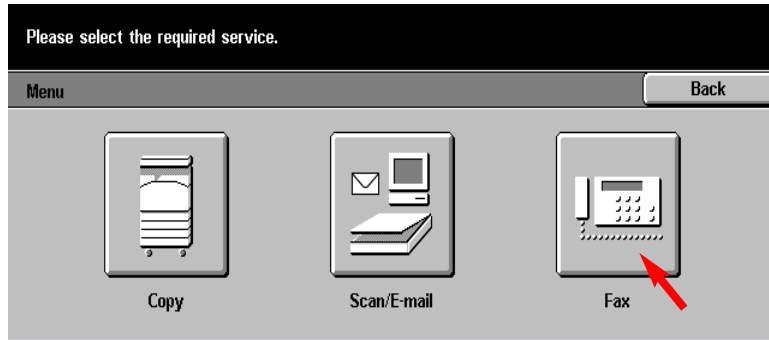 Please select the required service.
Menu
Back
Copy
Scan/E-mail
Fax